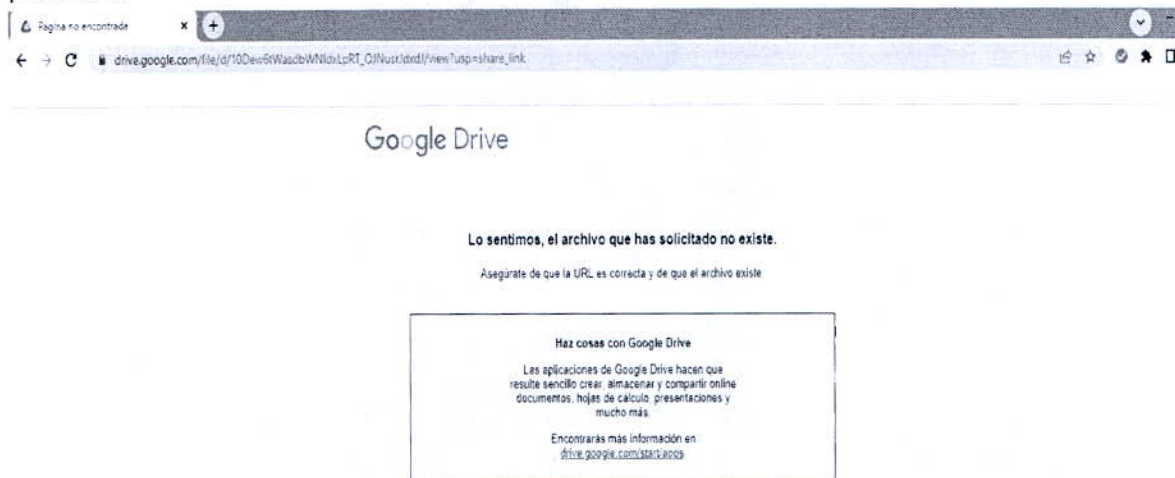 Pagina no encontrade
drive.google.com/file/d/
/view?usp=share_link
Google Drive
Lo sentimos, el archivo que has solicitado no existe.
Asegúrate de que la URL es correcta y de que el archivo existe
Haz cosas con Google Drive
Las aplicaciones de Google Drive hacen que
resulte sencillo crear, almacenar y compartir online
documentos, hojas de cálculo, presentaciones y
mucho más.
Encontrarás más información en
drive.google.com/start/apps